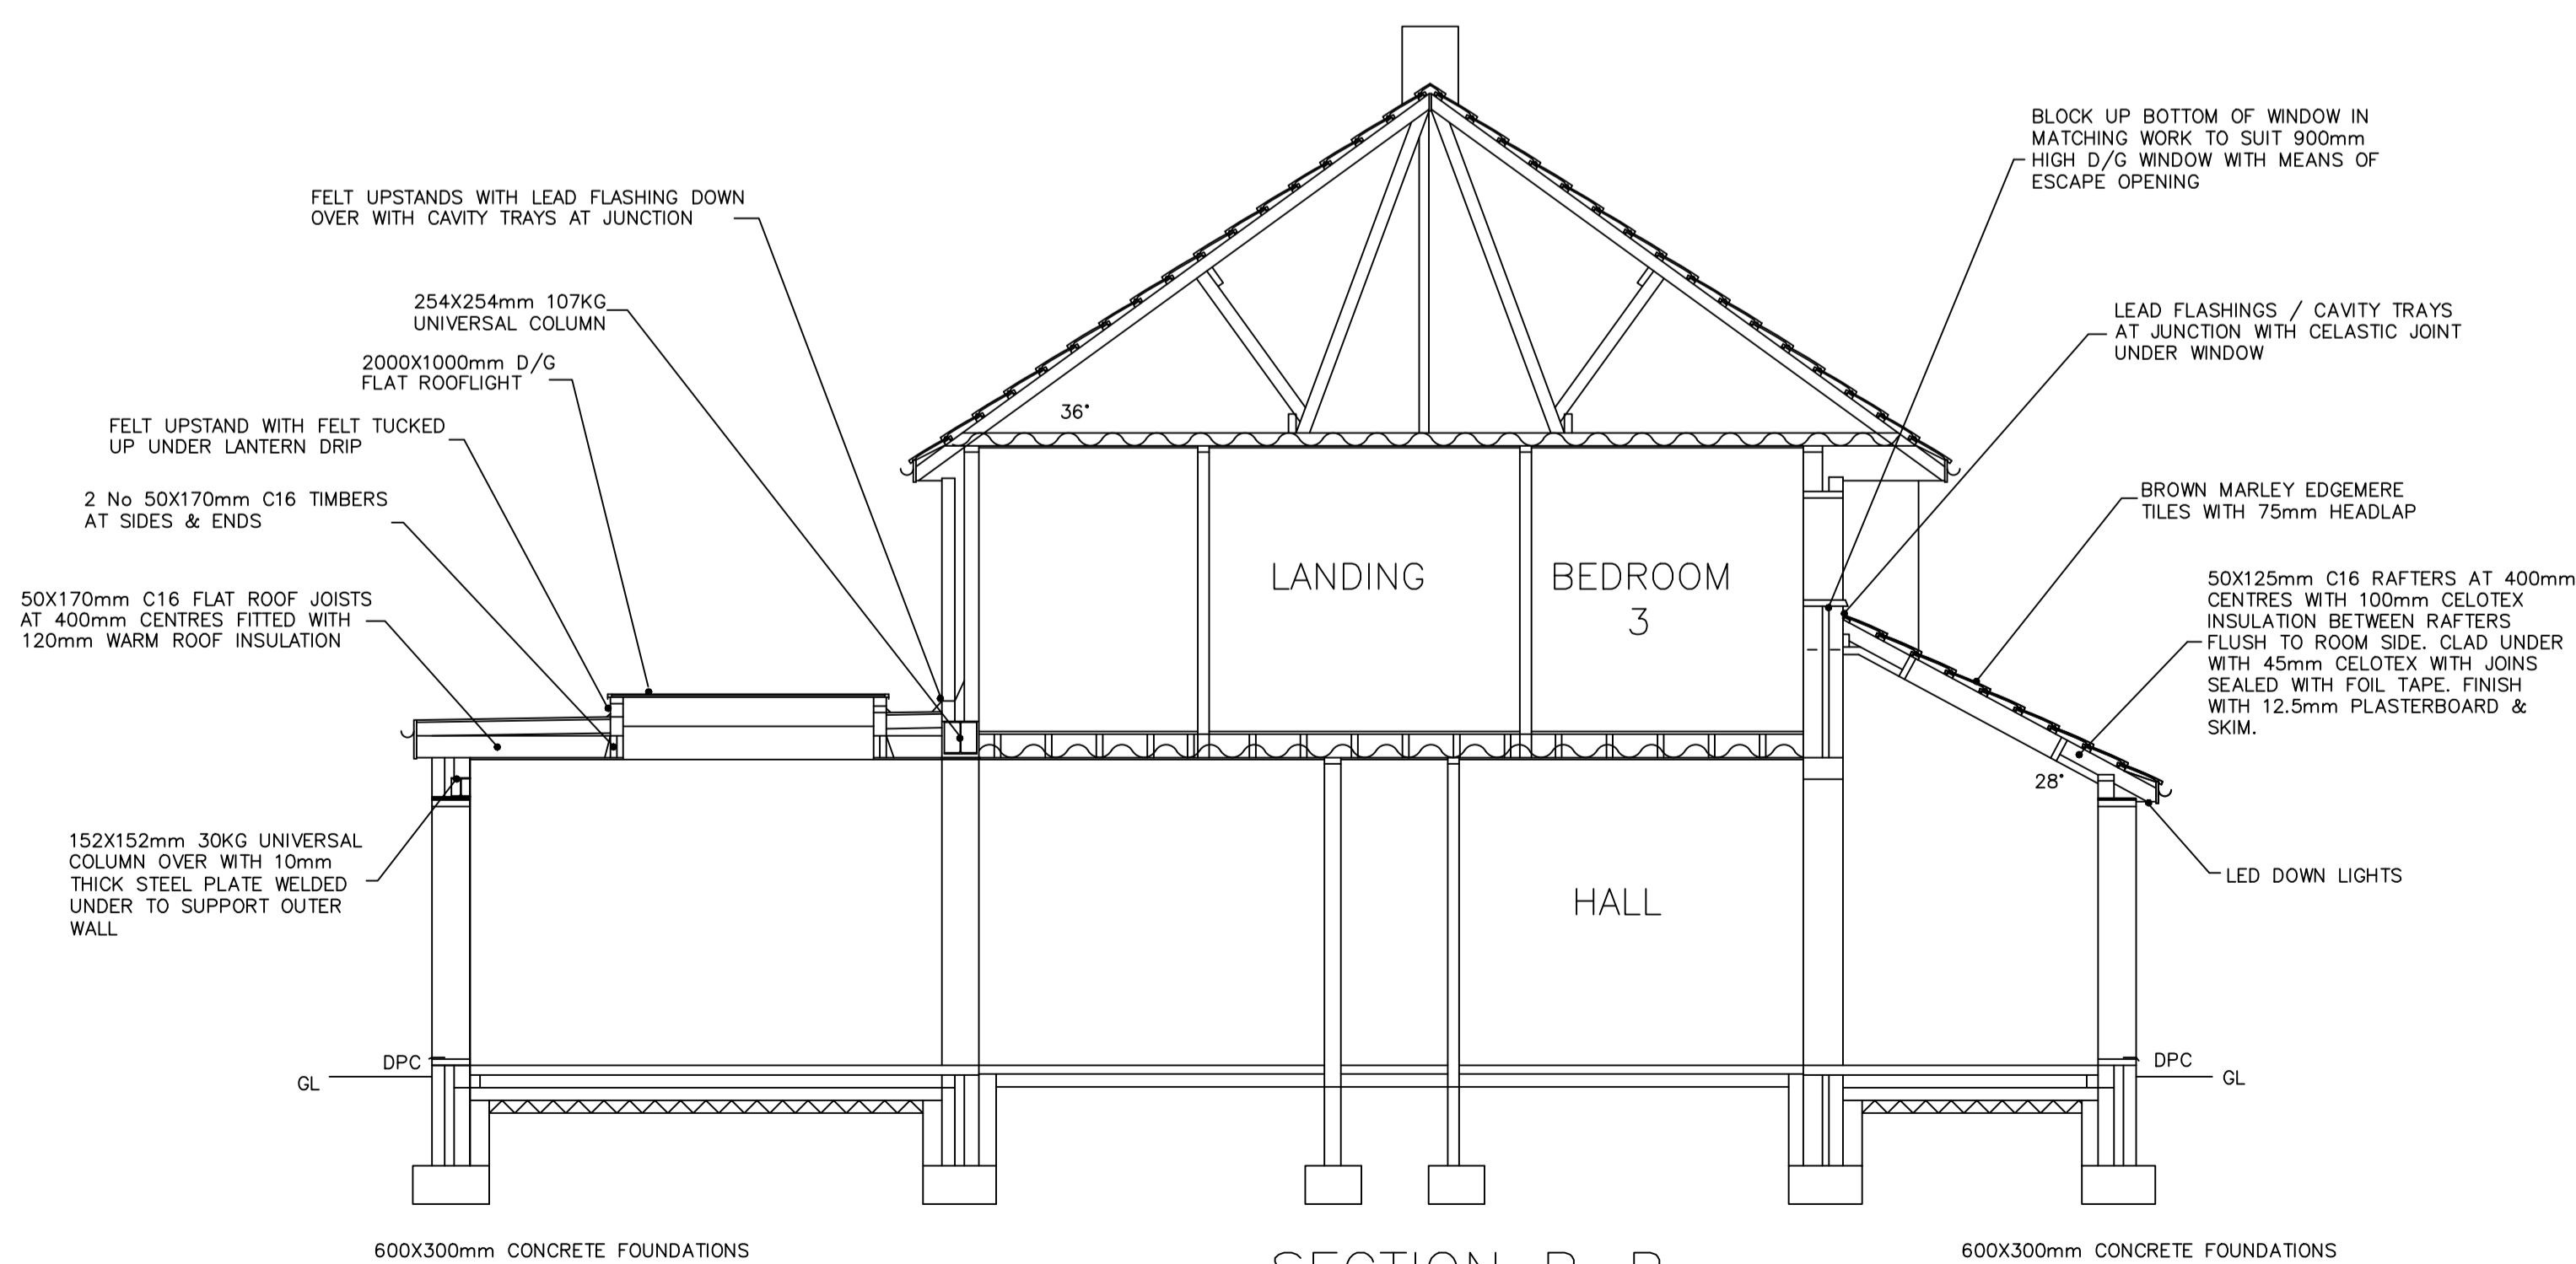 BLOCK UP BOTTOM OF WINDOW IN
MATCHING WORK TO SUIT 900mm
HIGH D/G WINDOW WITH MEANS OF
ESCAPE OPENING
FELT UPSTANDS WITH LEAD FLASHING DOWN
OVER WITH CAVITY TRAYS AT JUNCTION
254X254mm 107KG
UNIVERSAL COLUMN
LEAD FLASHINGS / CAVITY TRAYS
AT JUNCTION WITH CELASTIC JOINT
UNDER WINDOW
2000X1000mm D/G
FLAT ROOFLIGHT
36°
FELT UPSTAND WITH FELT TUCKED
UP UNDER LANTERN DRIP
2 No 50X170mm C16 TIMBERS
AT SIDES & ENDS
BROWN MARLEY EDGEMERE
TILES WITH 75mm HEADLAP
LANDING
BEDROOM
3
50X170mm C16 FLAT ROOF JOISTS
AT 400mm CENTRES FITTED WITH
120mm WARM ROOF INSULATION
50X125mm C16 RAFTERS AT 400mm
CENTRES WITH 100mm CELOTEX
INSULATION BETWEEN RAFTERS
FLUSH TO ROOM SIDE. CLAD UNDER
WITH 45mm CELOTEX WITH JOINS
SEALED WITH FOIL TAPE. FINISH
WITH 12.5mm PLASTERBOARD &
SKIM.
28°
152X152mm 30KG UNIVERSAL
COLUMN OVER WITH 10mm
THICK STEEL PLATE WELDED
UNDER TO SUPPORT OUTER
WALL
HALL
LED DOWN LIGHTS
DPC
GL
DPC
GL
600X300mm CONCRETE FOUNDATIONS
SECTION B-B
600X300mm CONCRETE FOUNDATIONS